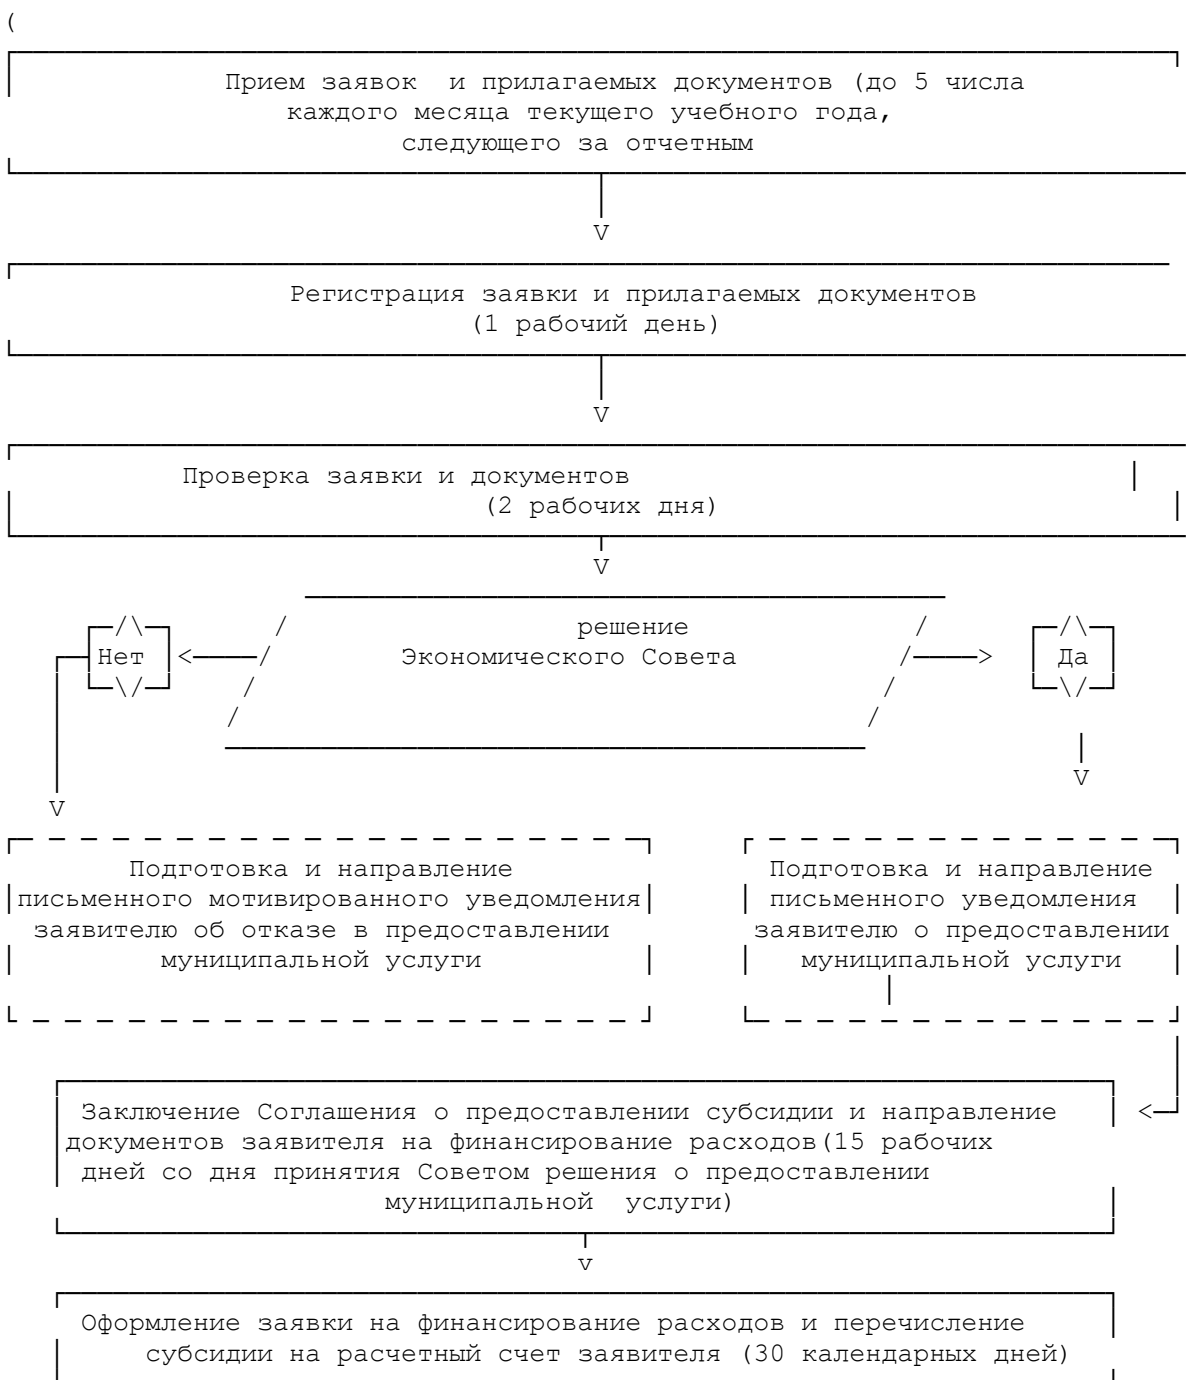 (
Прием заявок и прилагаемых документов (до 5 числа
каждого месяца текущего учебного года,
следующего за отчетным
V
Регистрация заявки и прилагаемых документов
(1 рабочий день)
V
Проверка заявки и документов
(2 рабочих дня)
V
решение
Нет
Экономического Совета
Да
V
V
Подготовка и направление
письменного мотивированного уведомления
заявителю об отказе в предоставлении
муниципальной услуги
Подготовка и направление
письменного уведомления
заявителю о предоставлении
муниципальной услуги
Заключение Соглашения о предоставлении субсидии и направление
документов заявителя на финансирование расходов(15 рабочих
дней со дня принятия Советом решения о предоставлении
муниципальной услуги)
v
Оформление заявки на финансирование расходов и перечисление
субсидии на расчетный счет заявителя (30 календарных дней)